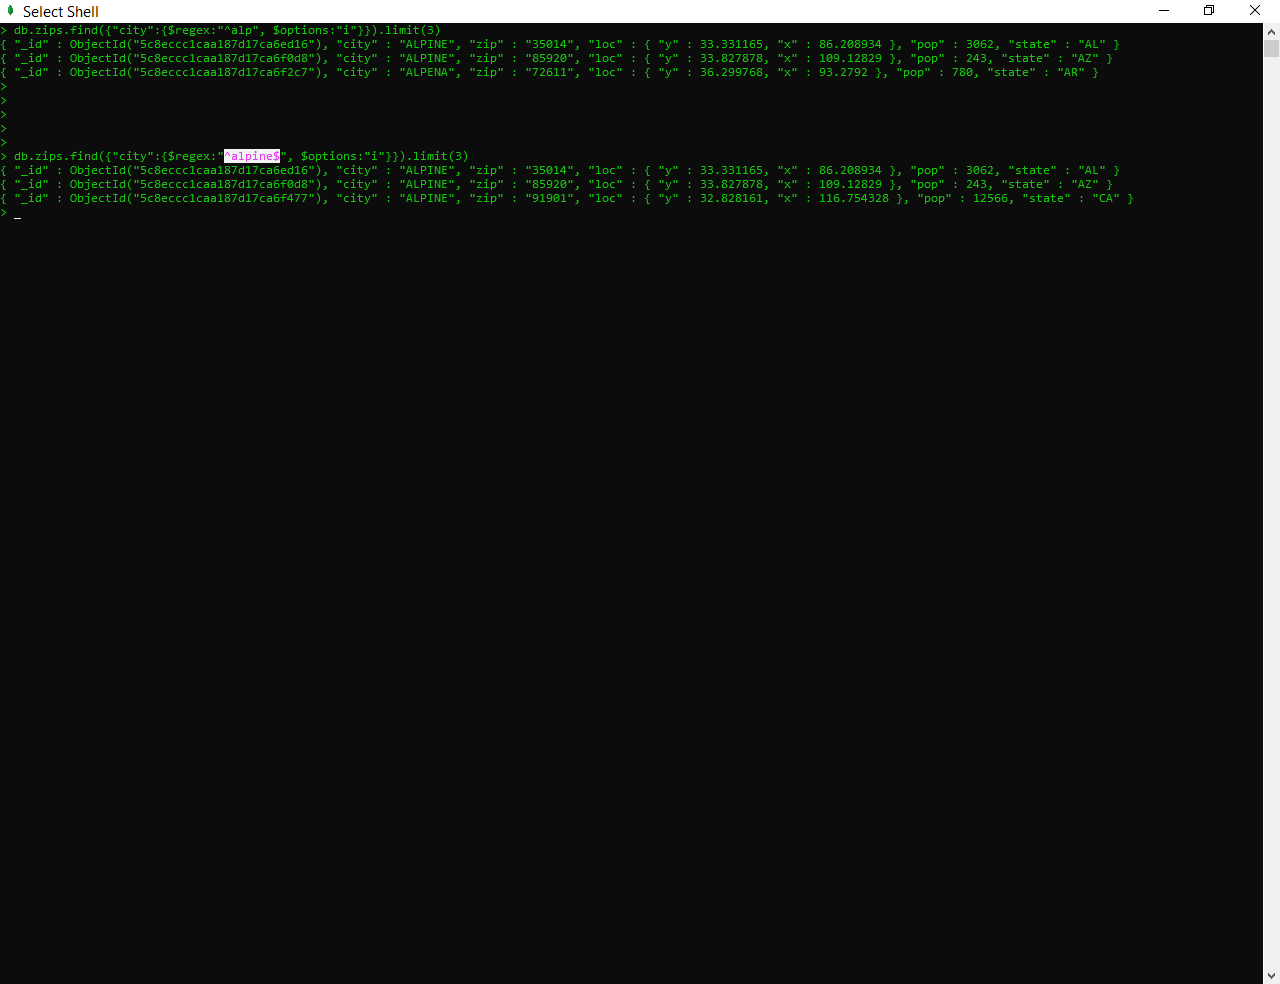 Select Shell
> db.zips.find({"city":{$regex:"^alp", $options:"i"}}).limit(3)
{ "_id" : ObjectId("5c8eccc1caa187d17ca6ed16"), "city" : "ALPINE", "zip" : "35014", "loc" : { "y" : 33.331165, "x" : 86.208934 }, "pop" : 3062, "state" : "AL" }
{ "_id" : ObjectId("5c8eccc1caa187d17ca6f0d8"), "city" : "ALPINE", "zip" : "85920", "loc" : { "y" : 33.827878, "x" : 109.12829 }, "pop" : 243, "state" : "AZ" }
{ "_id" : ObjectId("5c8eccc1caa187d17ca6f2c7"), "city" : "ALPENA", "zip" : "72611", "loc" : { "y" : 36.299768, "x" : 93.2792 }, "pop" : 780, "state" : "AR" }
>
>
>
>
>
> db.zips.find({"city":{$regex:"^alpine$", $options:"i"}}).limit(3)
{ "_id" : ObjectId("5c8eccc1caa187d17ca6ed16"), "city" : "ALPINE", "zip" : "35014", "loc" : { "y" : 33.331165, "x" : 86.208934 }, "pop" : 3062, "state" : "AL" }
{ "_id" : ObjectId("5c8eccc1caa187d17ca6f0d8"), "city" : "ALPINE", "zip" : "85920", "loc" : { "y" : 33.827878, "x" : 109.12829 }, "pop" : 243, "state" : "AZ" }
{ "_id" : ObjectId("5c8eccc1caa187d17ca6f477"), "city" : "ALPINE", "zip" : "91901", "loc" : { "y" : 32.828161, "x" : 116.754328 }, "pop" : 12566, "state" : "CA" }
> _